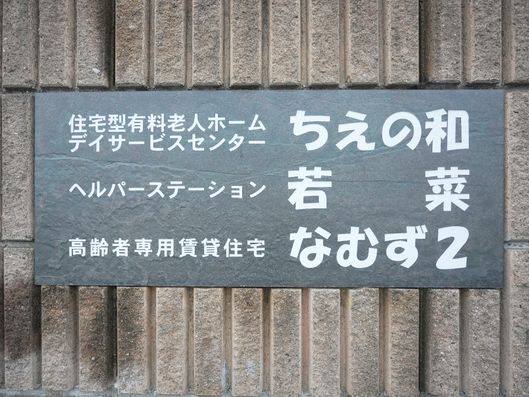 住宅型有料老人ホーム
デイサービスセンター
ちえの和
ヘルパーステーション
若菜
高齢者専用賃貸住宅
なむず2